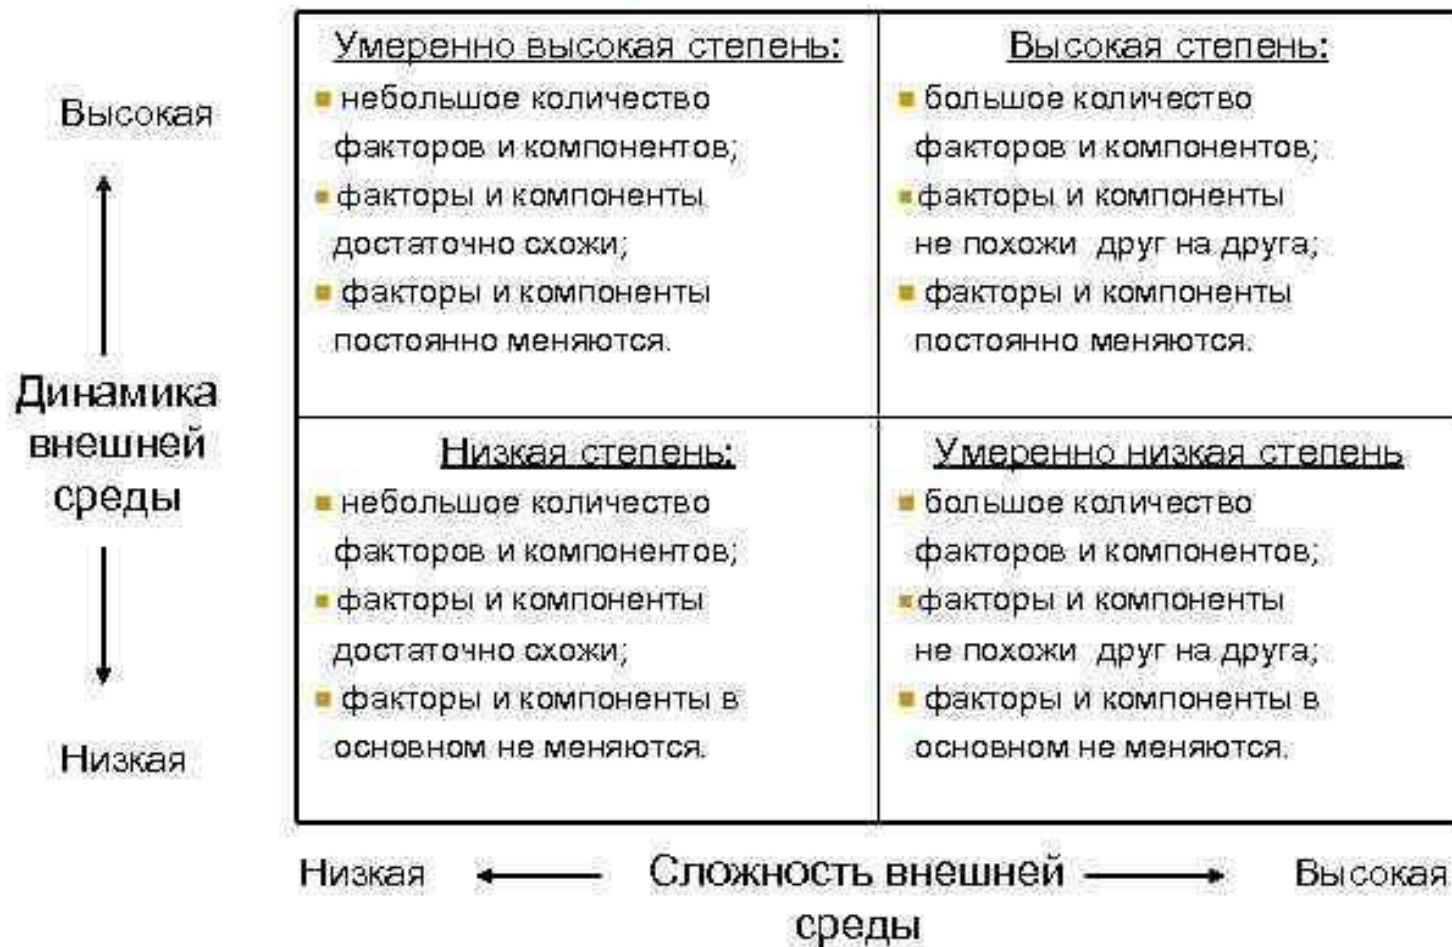 Высокая
Динамика
внешней
среды
Низкая
Умеренно высокая степень:
небольшое количество
факторов и компонентов;
факторы и компоненты
достаточно схожи;
факторы и компоненты
постоянно меняются.
Высокая степень:
большое количество
факторов и компонентов;
факторы и компоненты
не похожи друг на друга;
факторы и компоненты
постоянно меняются.
Низкая степень:
небольшое количество
факторов и компонентов;
факторы и компоненты
достаточно схожи;
факторы и компоненты в
основном не меняются.
Умеренно низкая степень
большое количество
факторов и компонентов;
факторы и компоненты
не похожи друг на друга;
факторы и компоненты в
основном не меняются.
Низкая Сложность внешней Высокая
среды